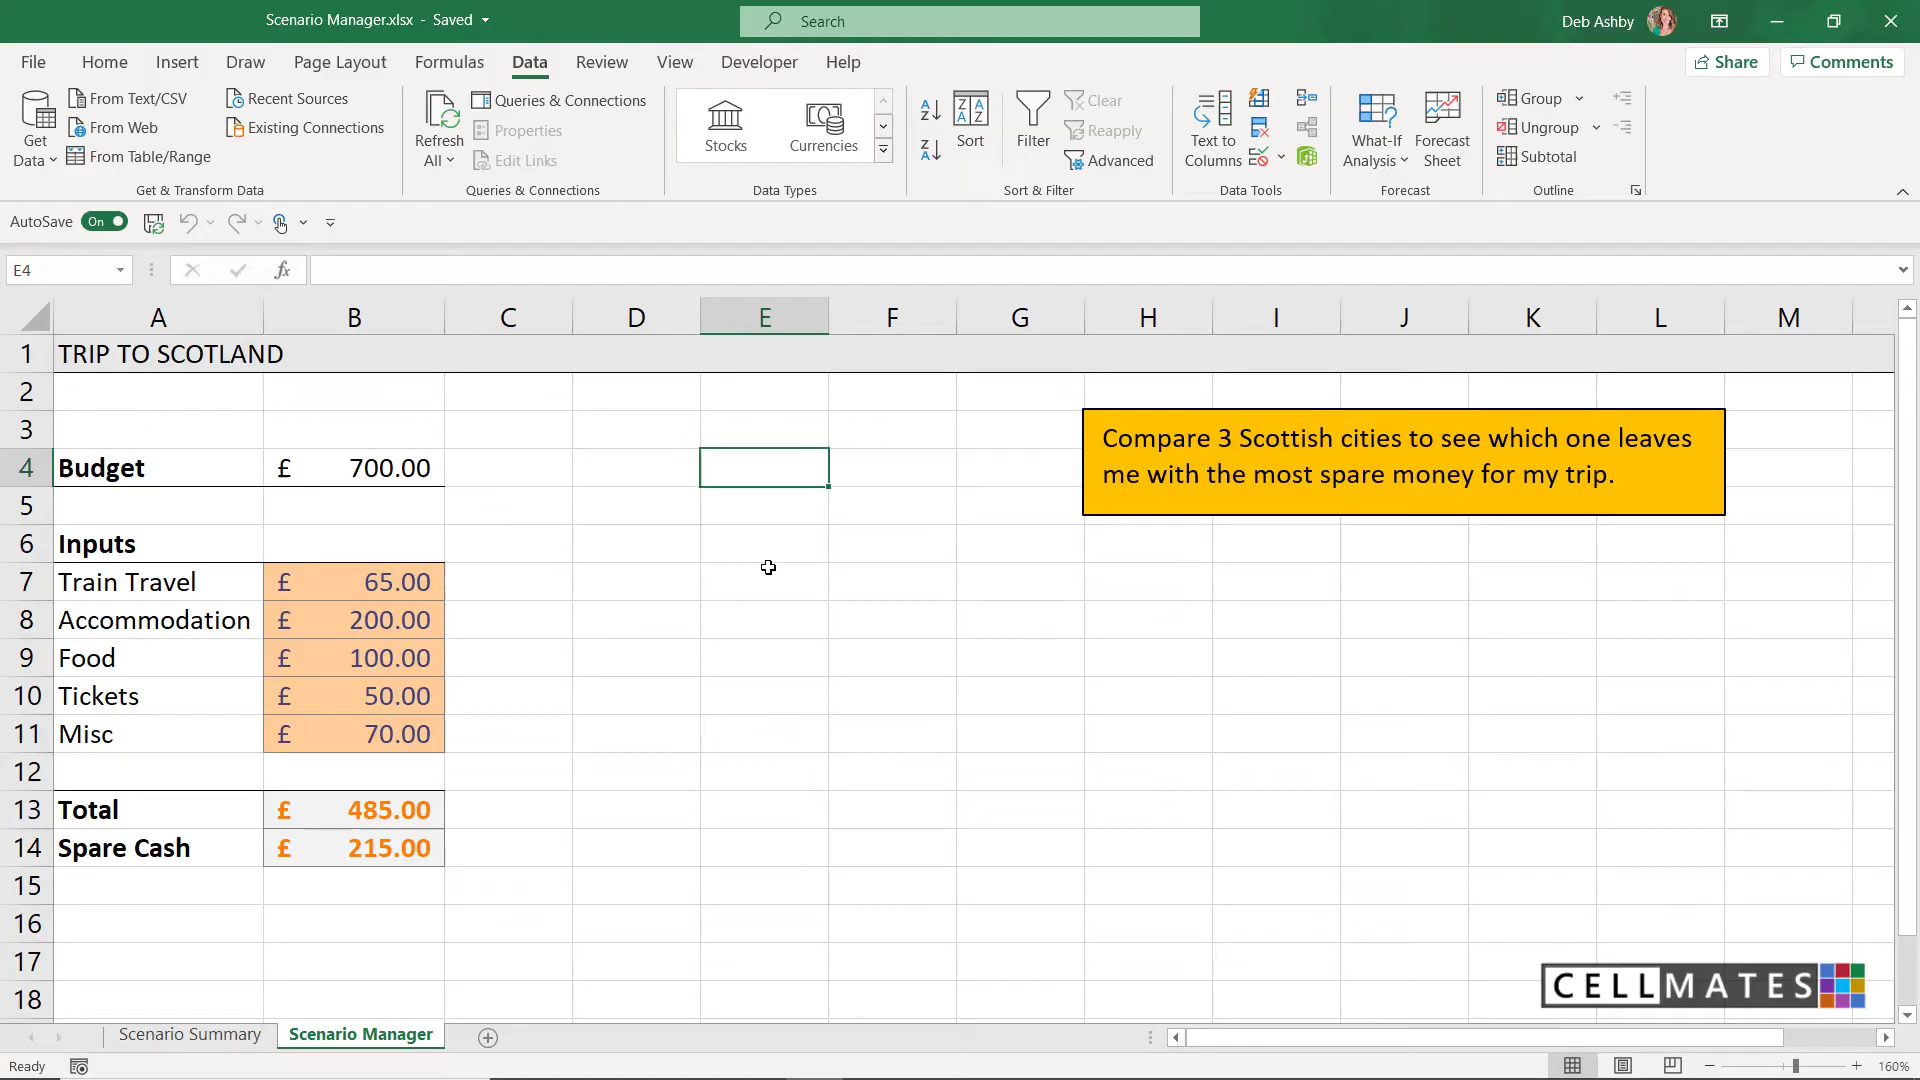 Scenario Manager.xlsx - Saved
Search
Deb Ashby
File Home Insert Draw Page Layout Formulas Data Review View Developer Help
Share Comments
Get Data
From Text/CSV
From Web
From Table/Range
Recent Sources
Existing Connections
Get & Transform Data
Refresh All
Queries & Connections
Properties
Edit Links
Queries & Connections
Stocks
Currencies
Data Types
Sort
Filter
Clear
Reapply
Advanced
Sort & Filter
Text to Columns
Data Tools
What-If Analysis
Forecast Sheet
Forecast
Group
Ungroup
Subtotal
Outline
AutoSave On
E4
fx
A B C D E F G H I J K L M
1 TRIP TO SCOTLAND
2
3
4 Budget £ 700.00
5
6 Inputs
7 Train Travel £ 65.00
8 Accommodation £ 200.00
9 Food £ 100.00
10 Tickets £ 50.00
11 Misc £ 70.00
12
13 Total £ 485.00
14 Spare Cash £ 215.00
15
16
17
18
Compare 3 Scottish cities to see which one leaves
me with the most spare money for my trip.
CELLMATES
Scenario Summary Scenario Manager
Ready
160%